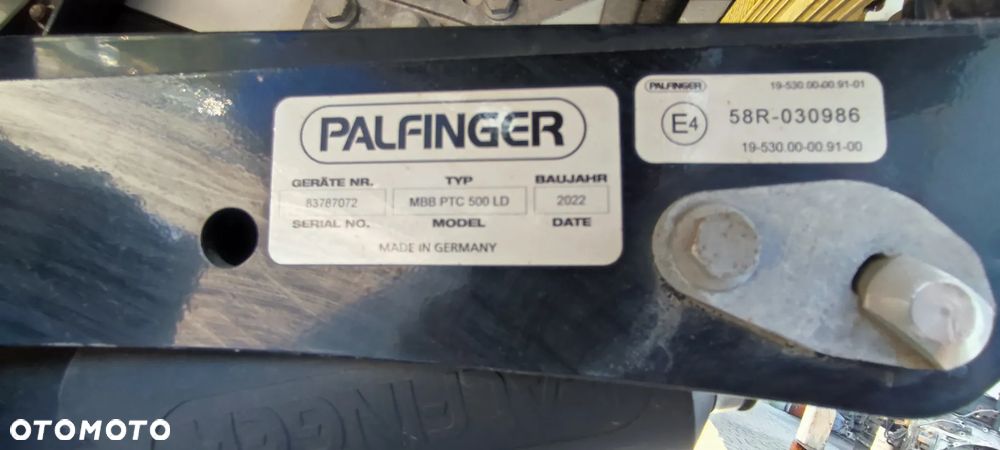 PALFINGER
GERÄTE NR. TYP BAUJAHR
83787072 MBB PTC 500 LD 2022
SERIAL NO. MODEL DATE
MADE IN GERMANY
PALFINGER 19-530.00-00.91-01
E4 58R-030986
19-530.00-00.91-00
PALFINGER
OTOMOTO